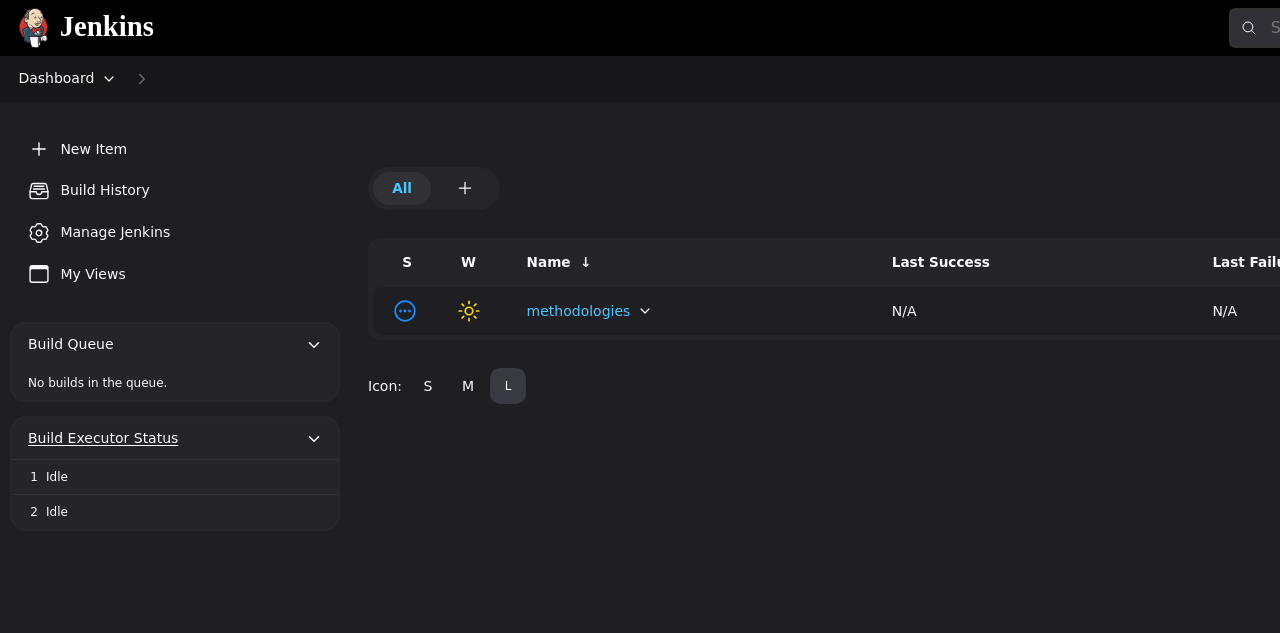 Jenkins
S
Dashboard
New Item
Build History
Manage Jenkins
My Views
All
S W Name ↓ Last Success Last Failu
methodologies N/A N/A
Icon: S M L
Build Queue
No builds in the queue.
Build Executor Status
1 Idle
2 Idle